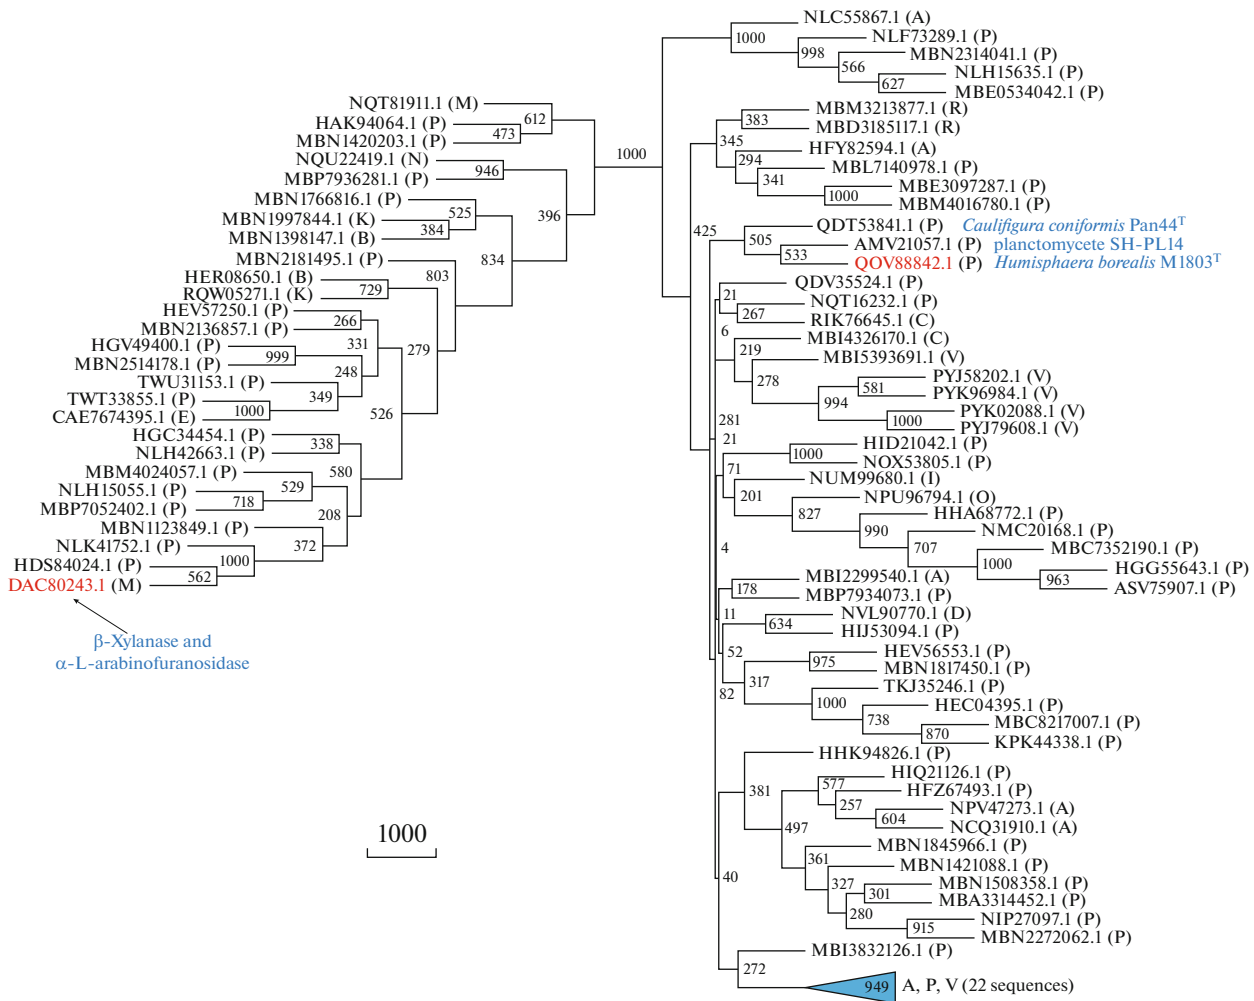 NQT81911.1 (M)
HAK94064.1 (P)
MBN1420203.1 (P)
612
473
NQU22419.1 (N)
MBP7936281.1 (P)
946
MBN1766816.1 (P)
MBN1997844.1 (K)
MBN1398147.1 (B)
525
384
396
1000
MBN2181495.1 (P)
834
HER08650.1 (B)
RQW05271.1 (K)
803
729
HEV57250.1 (P)
MBN2136857.1 (P)
266
HGV49400.1 (P)
MBN2514178.1 (P)
999
331
279
TWU31153.1 (P)
248
TWT33855.1 (P)
CAE7674395.1 (E)
349
1000
526
HGC34454.1 (P)
NLH42663.1 (P)
338
MBM4024057.1 (P)
580
NLH15055.1 (P)
MBP7052402.1 (P)
529
718
208
MBN1123849.1 (P)
NLK41752.1 (P)
372
HDS84024.1 (P)
DAC80243.1 (M)
1000
562
β-Xylanase and
α-L-arabinofuranosidase
1000
NLC55867.1 (A)
1000
NLF73289.1 (P)
998
MBN2314041.1 (P)
566
NLH15635.1 (P)
627
MBE0534042.1 (P)
MBM3213877.1 (R)
383
MBD3185117.1 (R)
345
HFY82594.1 (A)
294
MBL7140978.1 (P)
341
MBE3097287.1 (P)
1000
MBM4016780.1 (P)
425
QDT53841.1 (P) Caulifigura coniformis Pan44T
505
AMV21057.1 (P) planctomycete SH-PL14
533
QOV88842.1 (P) Humisphaera borealis M1803T
QDV35524.1 (P)
21
NQT16232.1 (P)
267
RIK76645.1 (C)
6
MBI4326170.1 (C)
219
MBI5393691.1 (V)
278
PYJ58202.1 (V)
581
PYK96984.1 (V)
994
PYK02088.1 (V)
1000
PYJ79608.1 (V)
281
21
HID21042.1 (P)
1000
NOX53805.1 (P)
71
NUM99680.1 (I)
201
NPU96794.1 (O)
827
HHA68772.1 (P)
990
NMC20168.1 (P)
707
MBC7352190.1 (P)
1000
HGG55643.1 (P)
963
ASV75907.1 (P)
4
MBI2299540.1 (A)
178
MBP7934073.1 (P)
11
NVL90770.1 (D)
634
HIJ53094.1 (P)
52
HEV56553.1 (P)
975
MBN1817450.1 (P)
317
82
TKJ35246.1 (P)
1000
HEC04395.1 (P)
738
MBC8217007.1 (P)
870
KPK44338.1 (P)
HHK94826.1 (P)
381
HIQ21126.1 (P)
577
HFZ67493.1 (P)
257
NPV47273.1 (A)
604
NCQ31910.1 (A)
497
MBN1845966.1 (P)
361
MBN1421088.1 (P)
327
MBN1508358.1 (P)
301
MBA3314452.1 (P)
280
NIP27097.1 (P)
915
MBN2272062.1 (P)
40
MBI3832126.1 (P)
272
949
A, P, V (22 sequences)